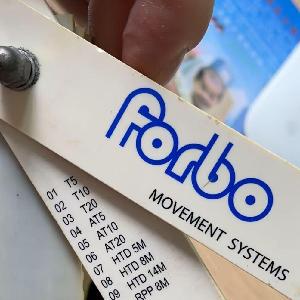 forbo
MOVEMENT SYSTEMS
01 T5
02 T10
03 T20
04 AT5
05 AT10
06 AT20
07 HTD 5M
08 HTD 8M
09 HTD 14M
RPP 8M